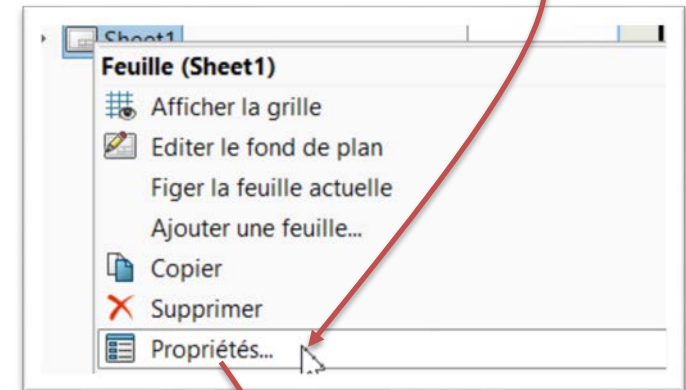 Sheet1
Feuille (Sheet1)
Afficher la grille
Editer le fond de plan
Figer la feuille actuelle
Ajouter une feuille...
Copier
Supprimer
Propriétés...